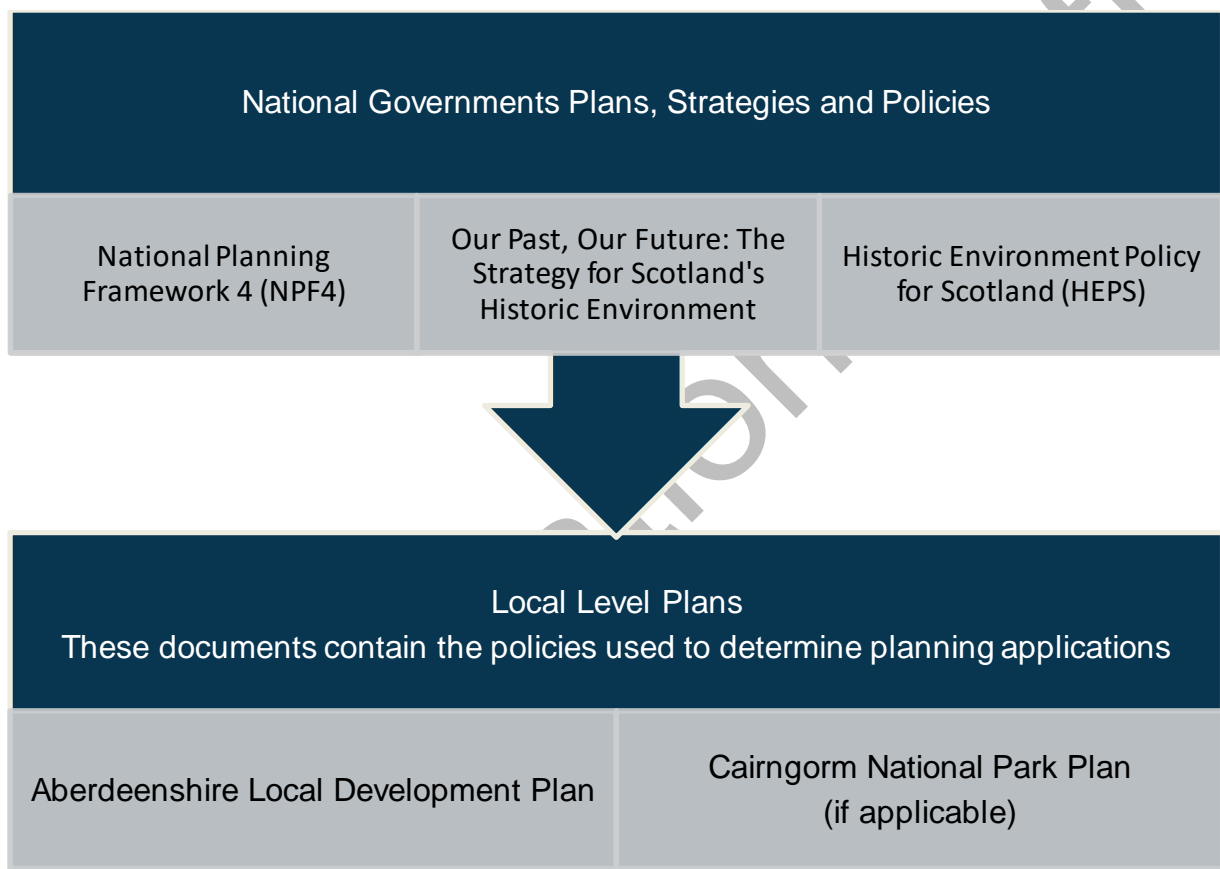 National Governments Plans, Strategies and Policies
National Planning
Framework 4 (NPF4)
Our Past, Our Future: The
Strategy for Scotland's
Historic Environment
Historic Environment Policy
for Scotland (HEPS)
Local Level Plans
These documents contain the policies used to determine planning applications
Aberdeenshire Local Development Plan
Cairngorm National Park Plan
(if applicable)